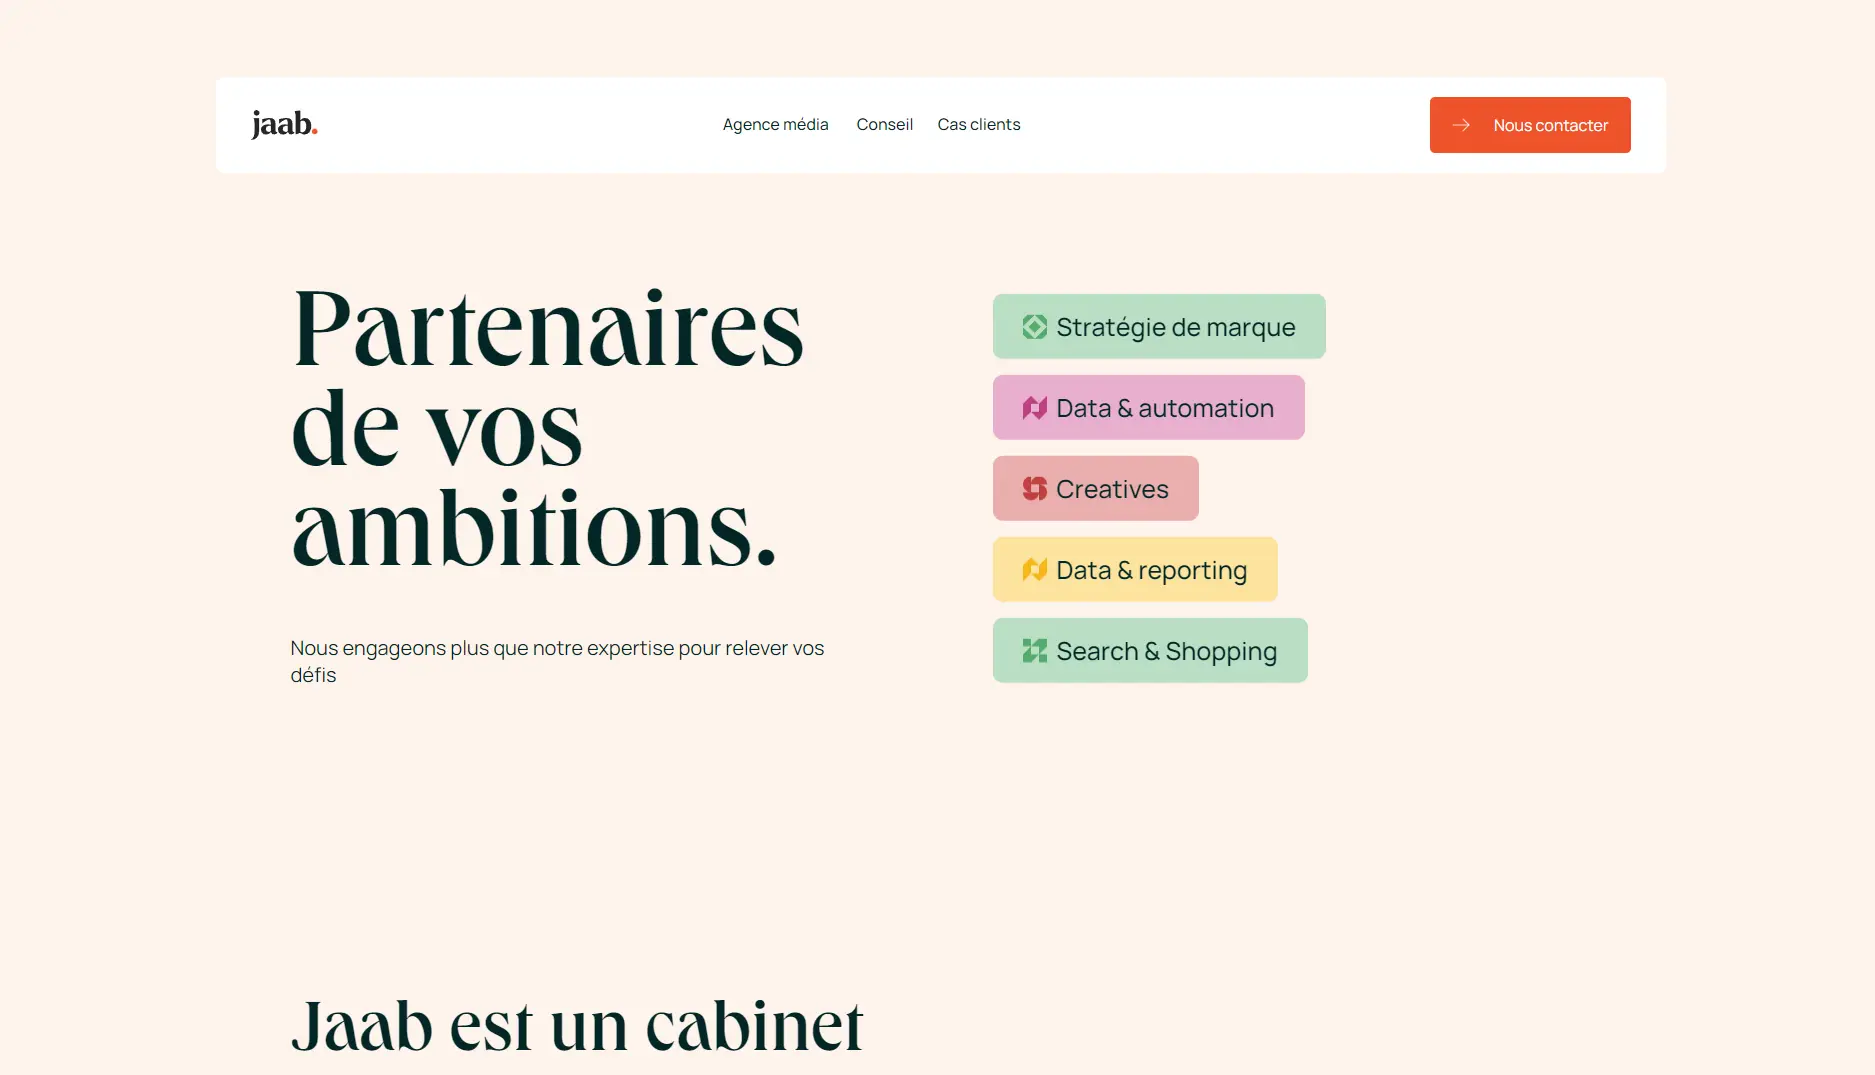 jaab.
Agence média
Conseil
Cas clients
Nous contacter
Partenaires
de vos
ambitions.
Nous engageons plus que notre expertise pour relever vos
défis
Stratégie de marque
Data & automation
Creatives
Data & reporting
Search & Shopping
Jaab est un cabinet